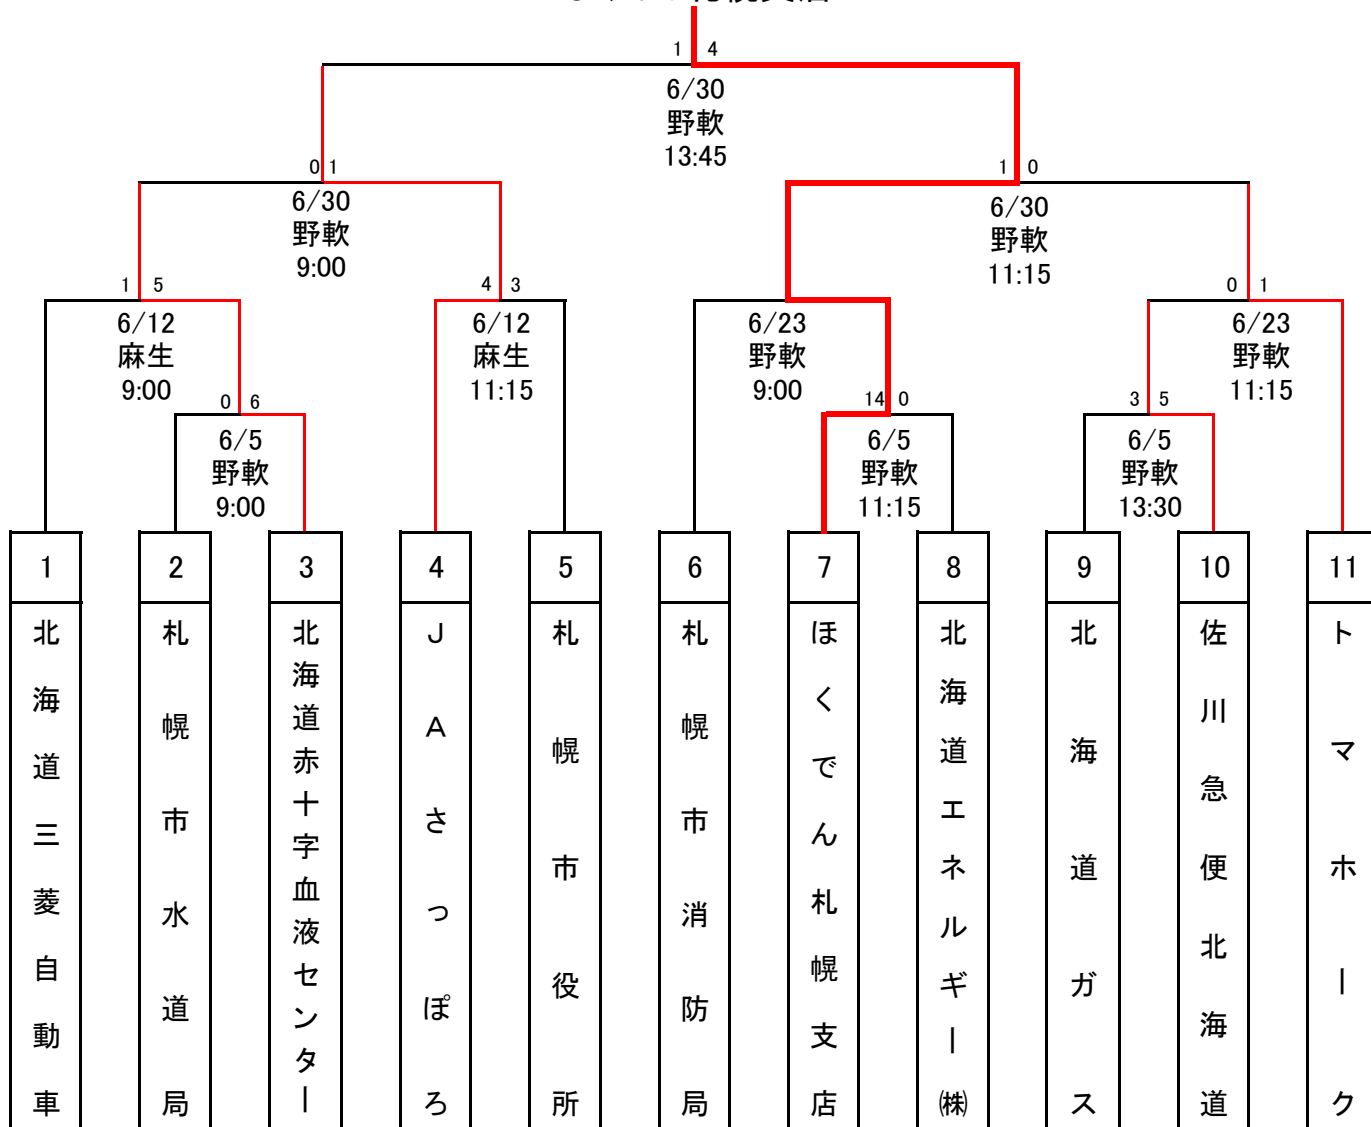 1 4
6/30
野軟
13:45
0 1
6/30
野軟
9:00
1 0
6/30
野軟
11:15
1 5
6/12
麻生
9:00
4 3
6/12
麻生
11:15
6/23
野軟
9:00
0 1
6/23
野軟
11:15
0 6
6/5
野軟
9:00
14 0
6/5
野軟
11:15
3 5
6/5
野軟
13:30
1
北海道三菱自動車
2
札幌市水道局
3
北海道赤十字血液センター
4
JAさっぽろ
5
札幌市役所
6
札幌市消防局
7
ほくでん札幌支店
8
北海道エネルギー㈱
9
北海道ガス
10
佐川急便北海道
11
トマホーク